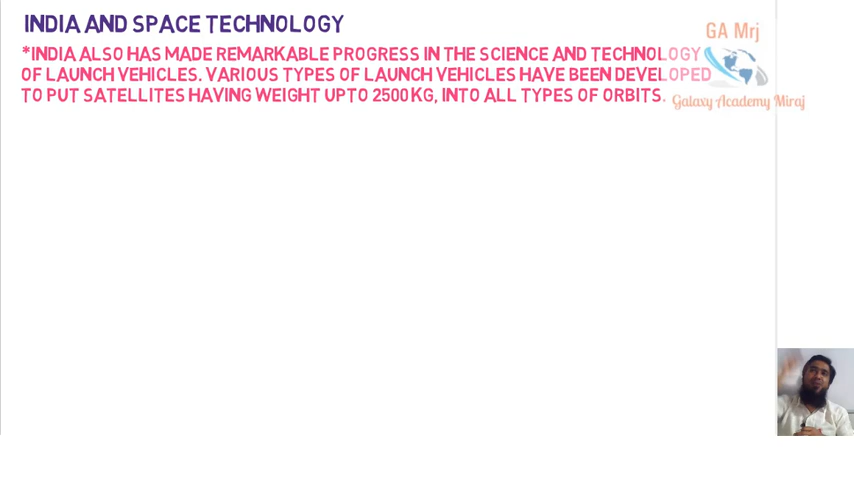 INDIA AND SPACE TECHNOLOGY
GA Mrj
*INDIA ALSO HAS MADE REMARKABLE PROGRESS IN THE SCIENCE AND TECHNOLOGY
OF LAUNCH VEHICLES. VARIOUS TYPES OF LAUNCH VEHICLES HAVE BEEN DEVELOPED
TO PUT SATELLITES HAVING WEIGHT UPTO 2500 KG, INTO ALL TYPES OF ORBITS.
Galaxy Academy Miraj